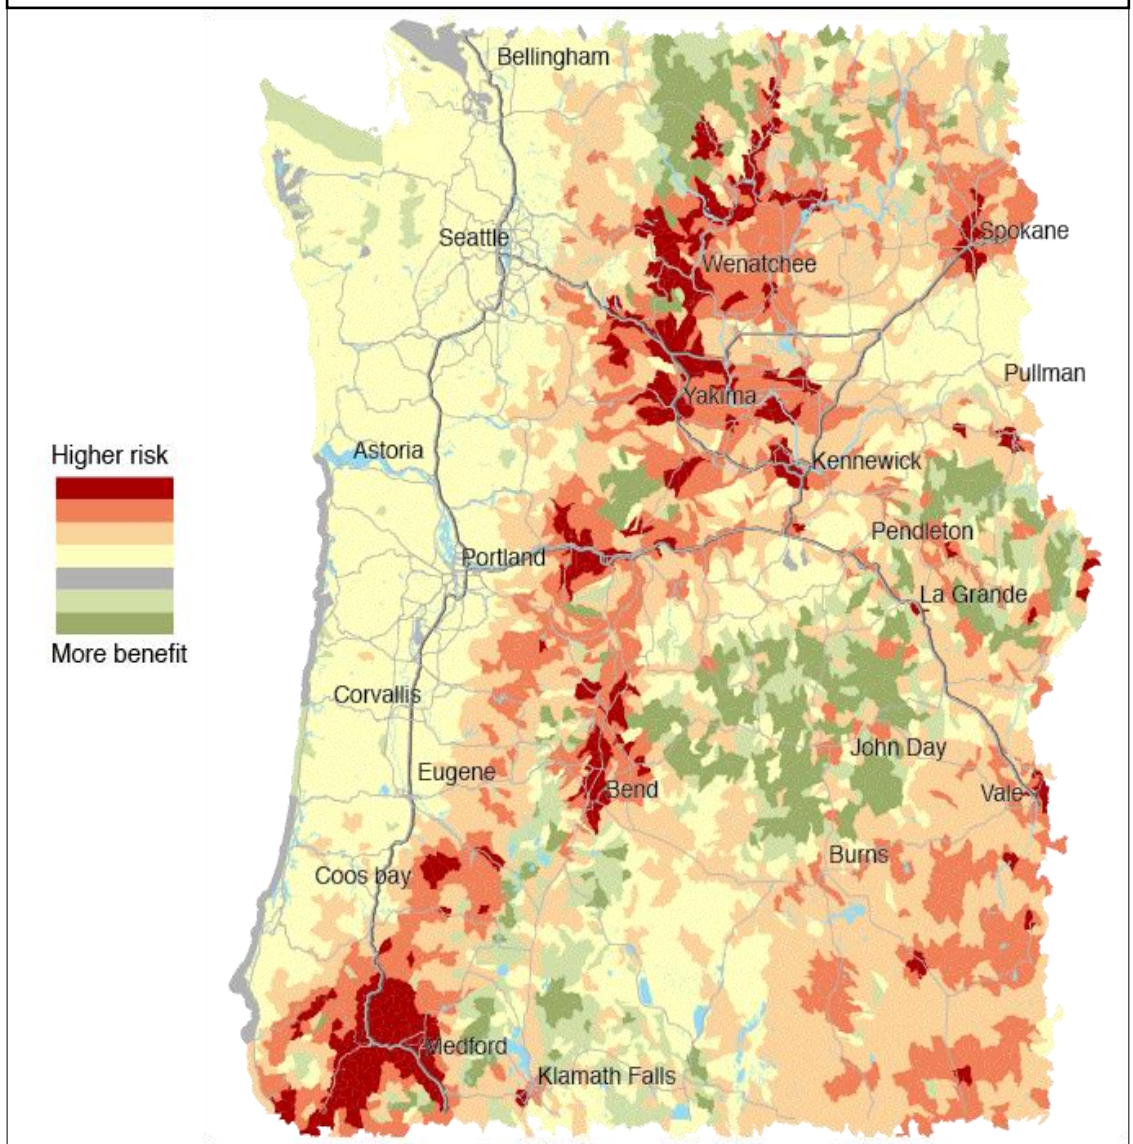 Bellingham
Seattle
Spokane
Wenatchee
Pullman
Yakima
Astoria
Higher risk
Kennewick
Pendleton
Portland
La Grande
More benefit
Corvallis
John Day
Eugene
Bend
Vale
Burns
Coos bay
Medford
Klamath Falls